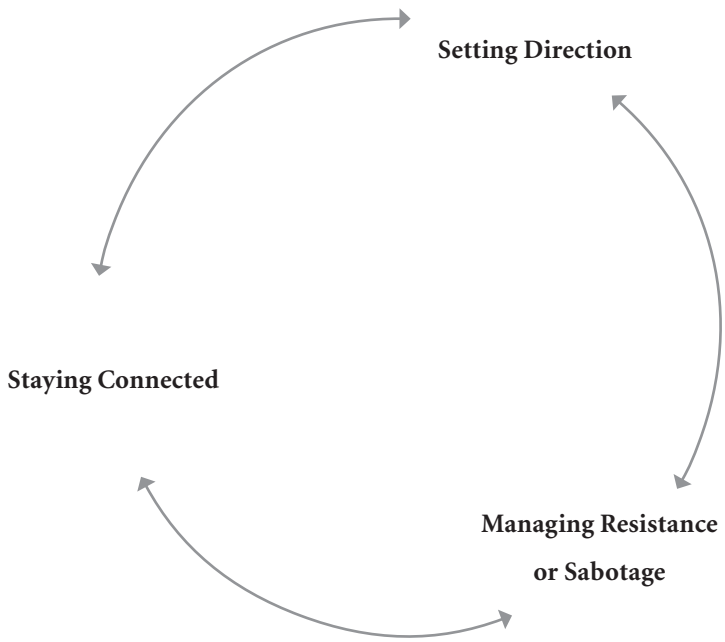 Setting Direction
Staying Connected
Managing Resistance
or Sabotage